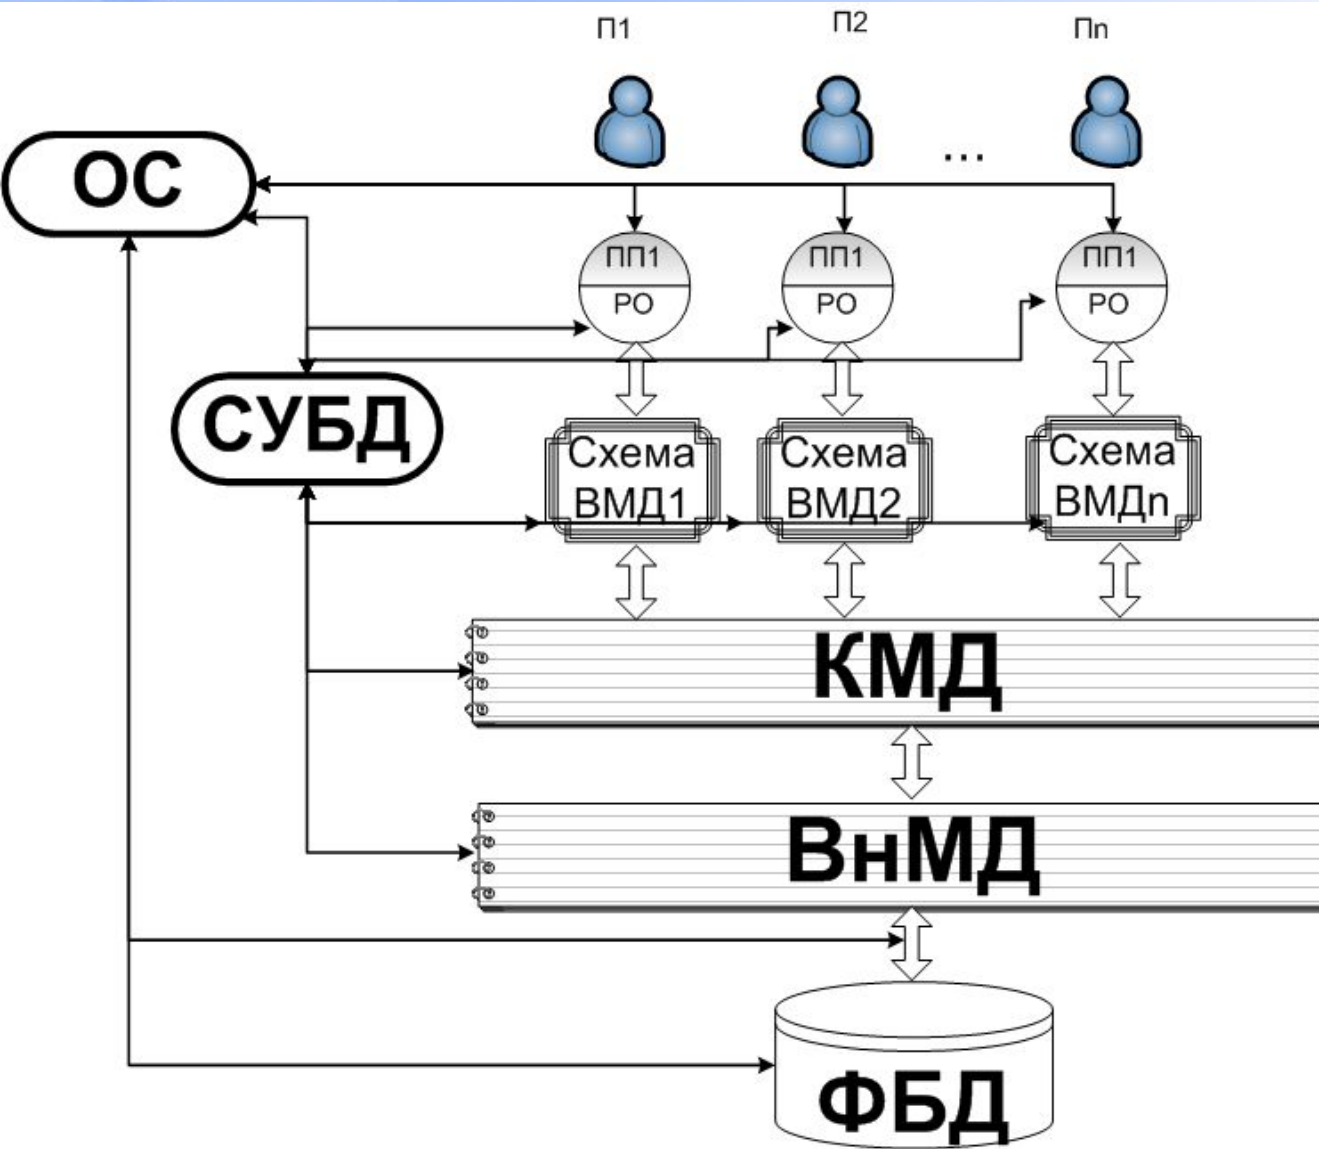 П1
П2
Пn
...
ОС
ПП1
РО
ПП1
РО
ПП1
РО
СУБД
Схема
ВМД1
Схема
ВМД2
Схема
ВМДn
КМД
ВнМД
ФБД